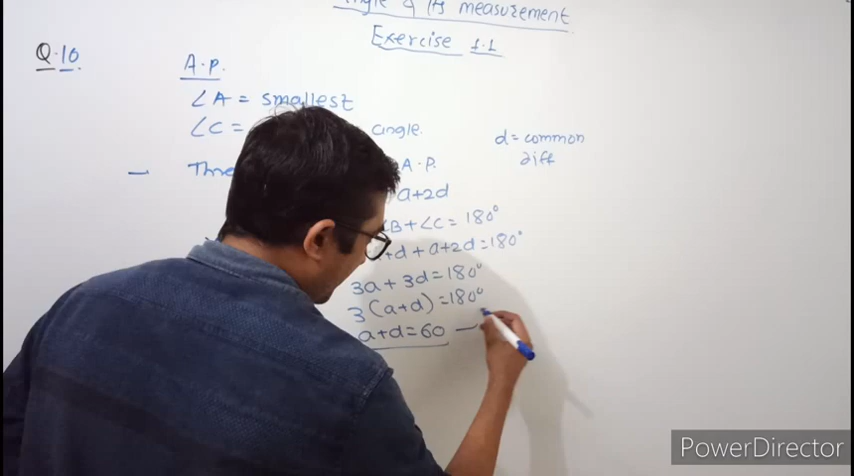 Angle & its measurement
Exercise 1.1
Q.10
A.P.
∠A = smallest
∠C = angle.
d = common
diff
— Three A.P.
a+2d
∠B + ∠C = 180°
+d + a+2d = 180°
3a + 3d = 180°
3(a+d) = 180°
a+d = 60 —
PowerDirector